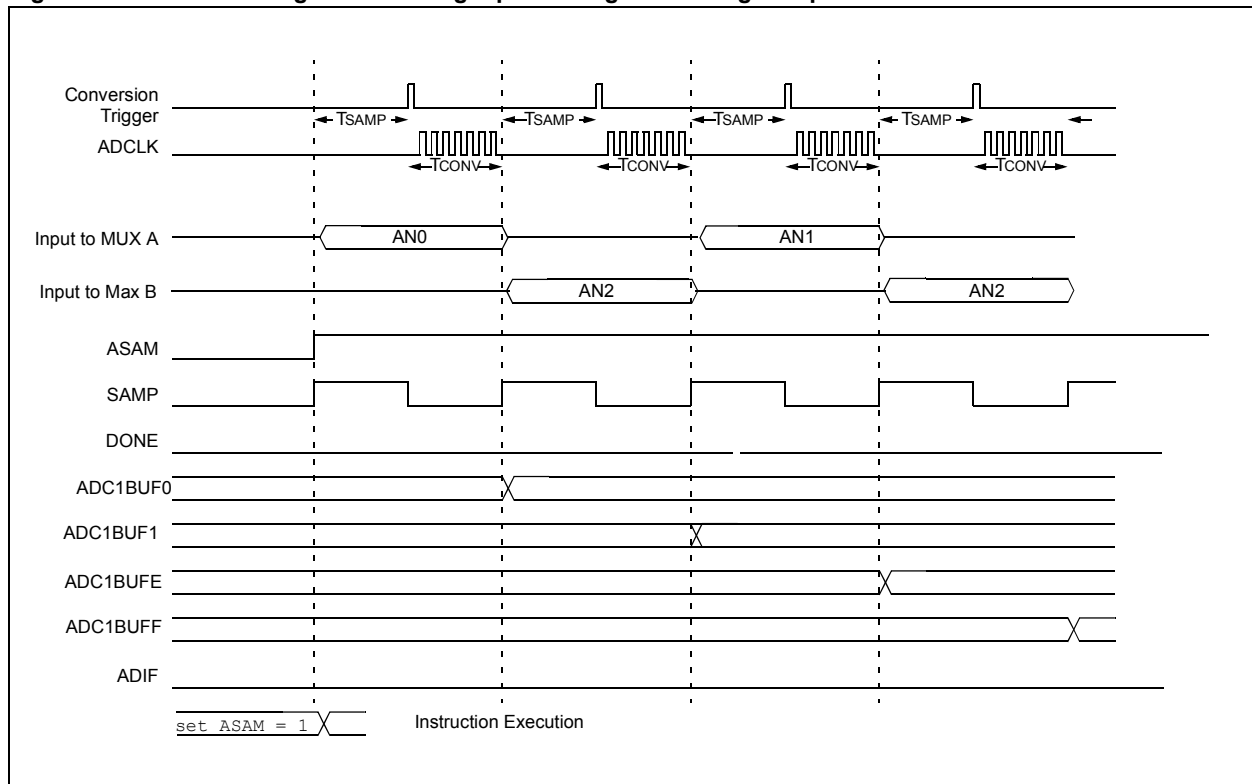 Conversion
Trigger
TSAMP TSAMP TSAMP TSAMP
ADCLK
TCONV TCONV TCONV TCONV
Input to MUX A AN0 AN1
Input to Max B AN2 AN2
ASAM
SAMP
DONE
ADC1BUF0
ADC1BUF1
ADC1BUFE
ADC1BUFF
ADIF
set ASAM = 1 Instruction Execution